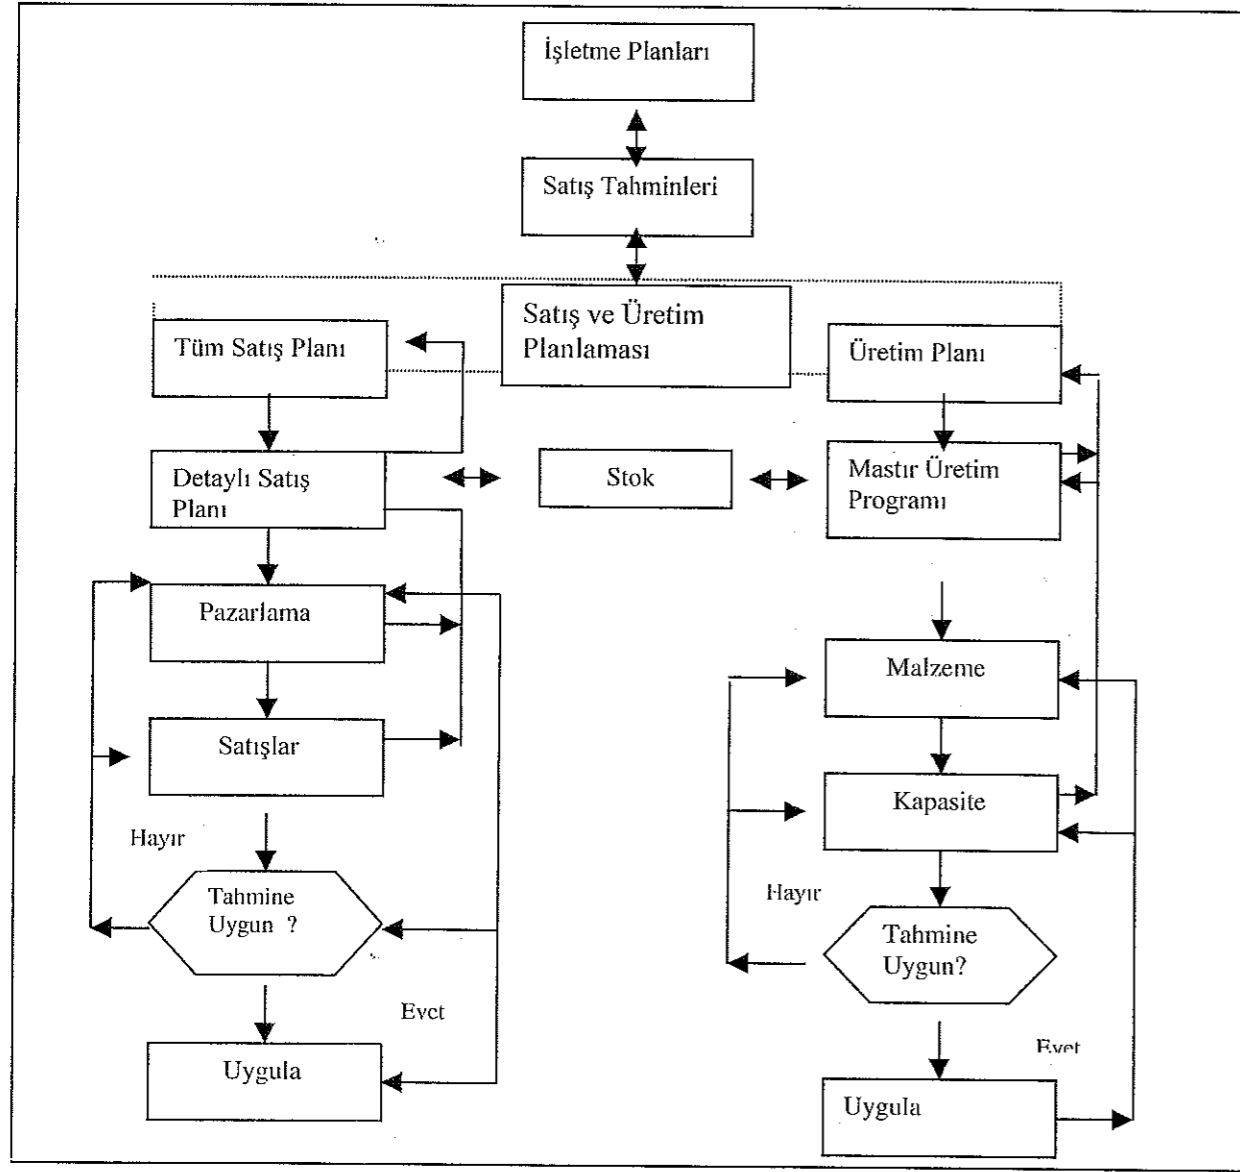 İşletme Planları
Satış Tahminleri
Satış ve Üretim
Planlaması
Tüm Satış Planı
Üretim Planı
Detaylı Satış
Planı
Stok
Mastır Üretim
Programı
Pazarlama
Malzeme
Satışlar
Kapasite
Hayır
Tahmine
Uygun ?
Hayır
Tahmine
Uygun?
Evet
Evet
Uygula
Uygula